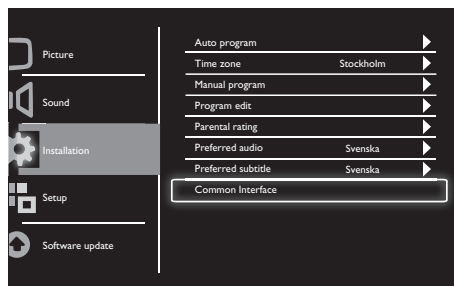 Picture
Sound
Installation
Setup
Software update
Auto program
Time zone Stockholm
Manual program
Program edit
Parental rating
Preferred audio Svenska
Preferred subtitle Svenska
Common Interface